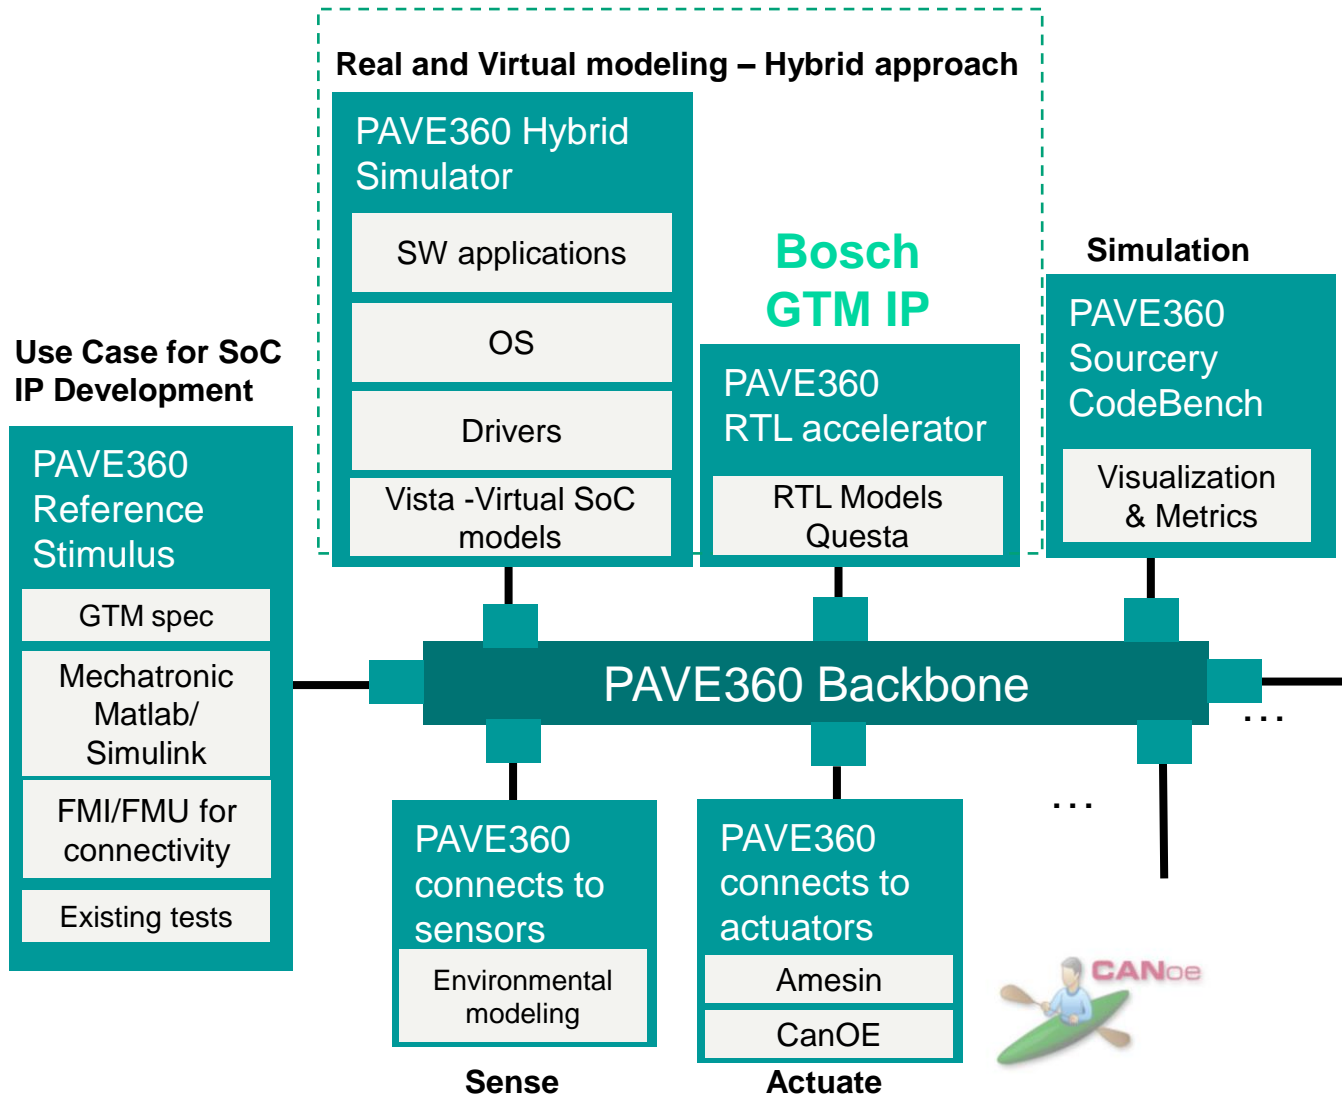 Real and Virtual modeling – Hybrid approach
PAVE360 Hybrid
Simulator
SW applications
OS
Drivers
Vista -Virtual SoC
models
Bosch
GTM IP
PAVE360
RTL accelerator
RTL Models
Questa
Simulation
PAVE360
Sourcery
CodeBench
Visualization
& Metrics
Use Case for SoC
IP Development
PAVE360
Reference
Stimulus
GTM spec
Mechatronic
Matlab/
Simulink
FMI/FMU for
connectivity
Existing tests
PAVE360 Backbone
...
...
PAVE360
connects to
sensors
Environmental
modeling
Sense
PAVE360
connects to
actuators
Amesin
CanOE
Actuate
CANoe